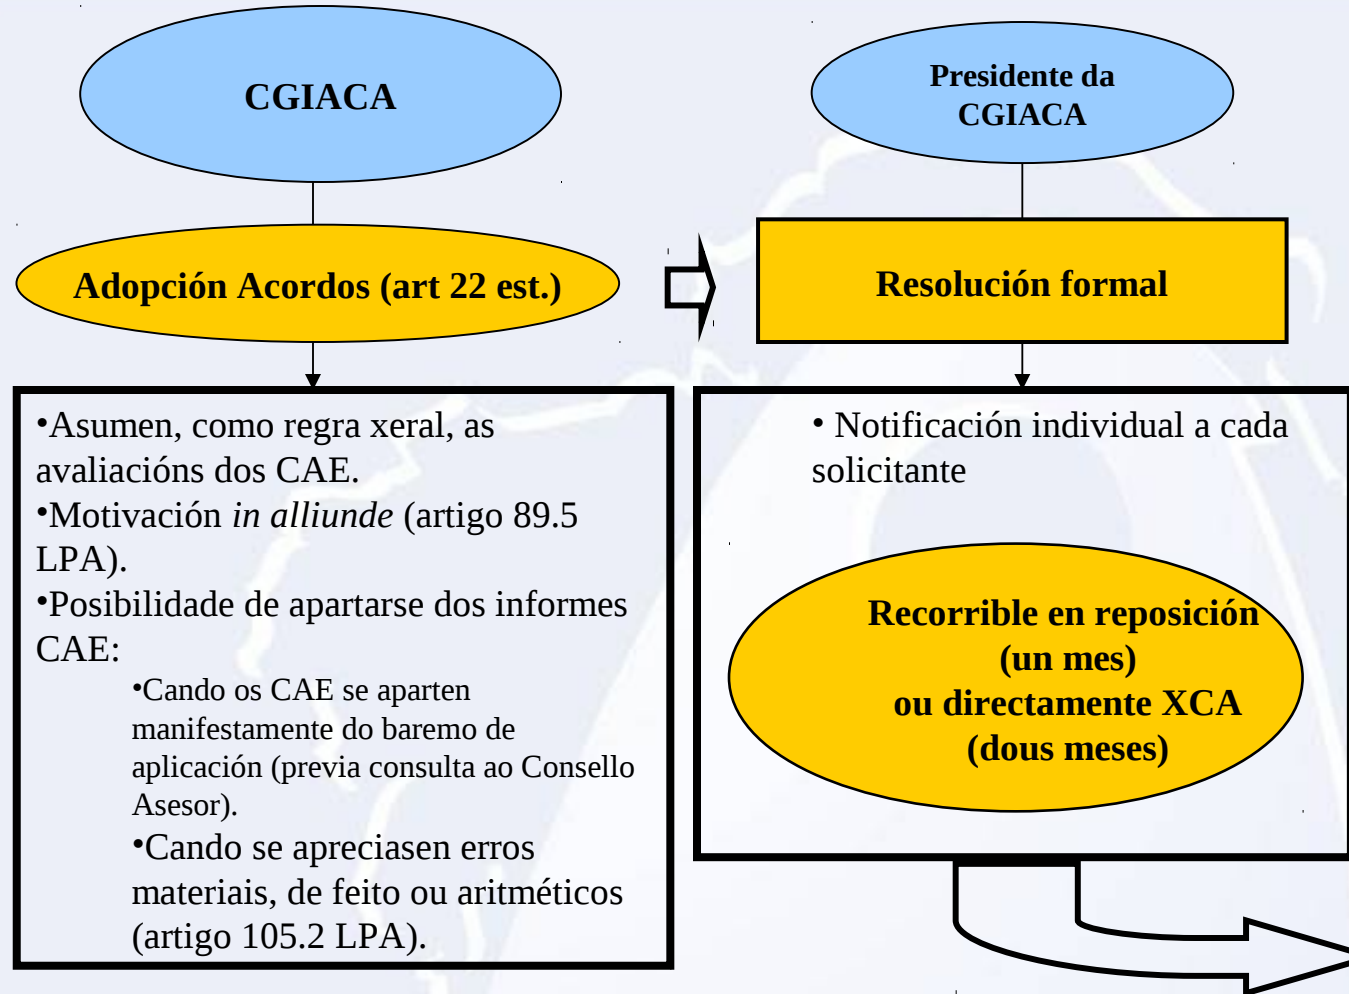 CGIACA
Adopción Acordos (art 22 est.)
•Asumen, como regra xeral, as
avaliacións dos CAE.
•Motivación in alliunde (artigo 89.5
LPA).
•Posibilidade de apartarse dos informes
CAE:
•Cando os CAE se aparten
manifestamente do baremo de
aplicación (previa consulta ao Consello
Asesor).
•Cando se apreciasen erros
materiais, de feito ou aritméticos
(artigo 105.2 LPA).
Presidente da
CGIACA
Resolución formal
• Notificación individual a cada
solicitante
Recorrible en reposición
(un mes)
ou directamente XCA
(dous meses)